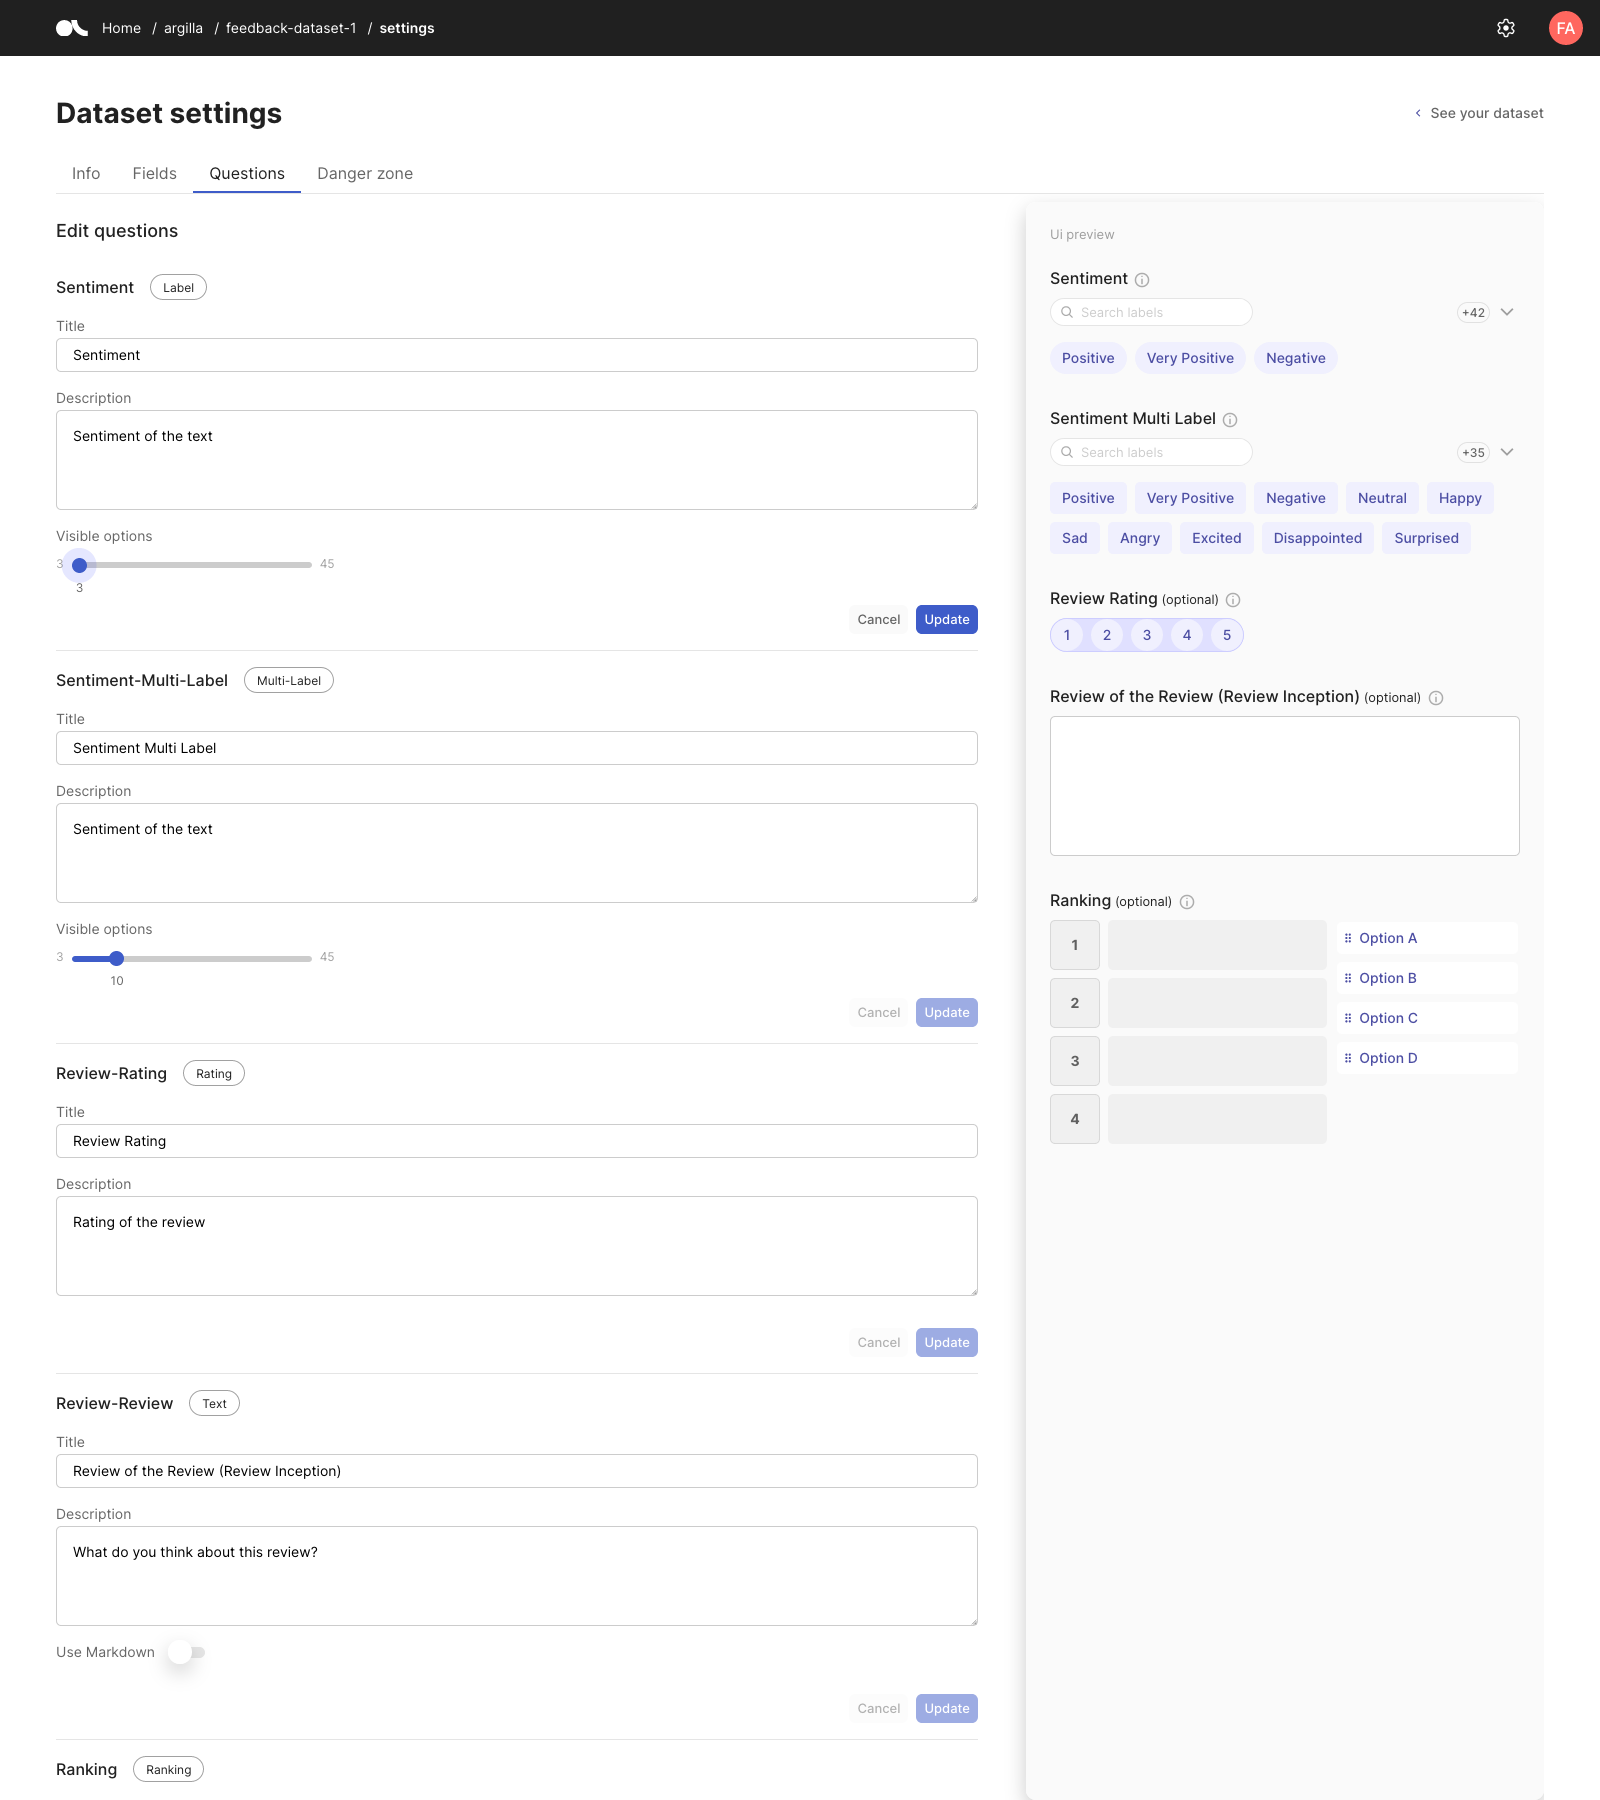 Home / argilla / feedback-dataset-1 / settings
FA
Dataset settings
See your dataset
Info Fields Questions Danger zone
Edit questions
Sentiment Label
Title
Sentiment
Description
Sentiment of the text
Visible options
3 45
3
Cancel Update
Sentiment-Multi-Label Multi-Label
Title
Sentiment Multi Label
Description
Sentiment of the text
Visible options
3 45
10
Cancel Update
Review-Rating Rating
Title
Review Rating
Description
Rating of the review
Cancel Update
Review-Review Text
Title
Review of the Review (Review Inception)
Description
What do you think about this review?
Use Markdown
Cancel Update
Ranking Ranking
Ui preview
Sentiment
Search labels +42
Positive Very Positive Negative
Sentiment Multi Label
Search labels +35
Positive Very Positive Negative Neutral Happy
Sad Angry Excited Disappointed Surprised
Review Rating (optional)
1 2 3 4 5
Review of the Review (Review Inception) (optional)
Ranking (optional)
1
2
3
4
Option A
Option B
Option C
Option D